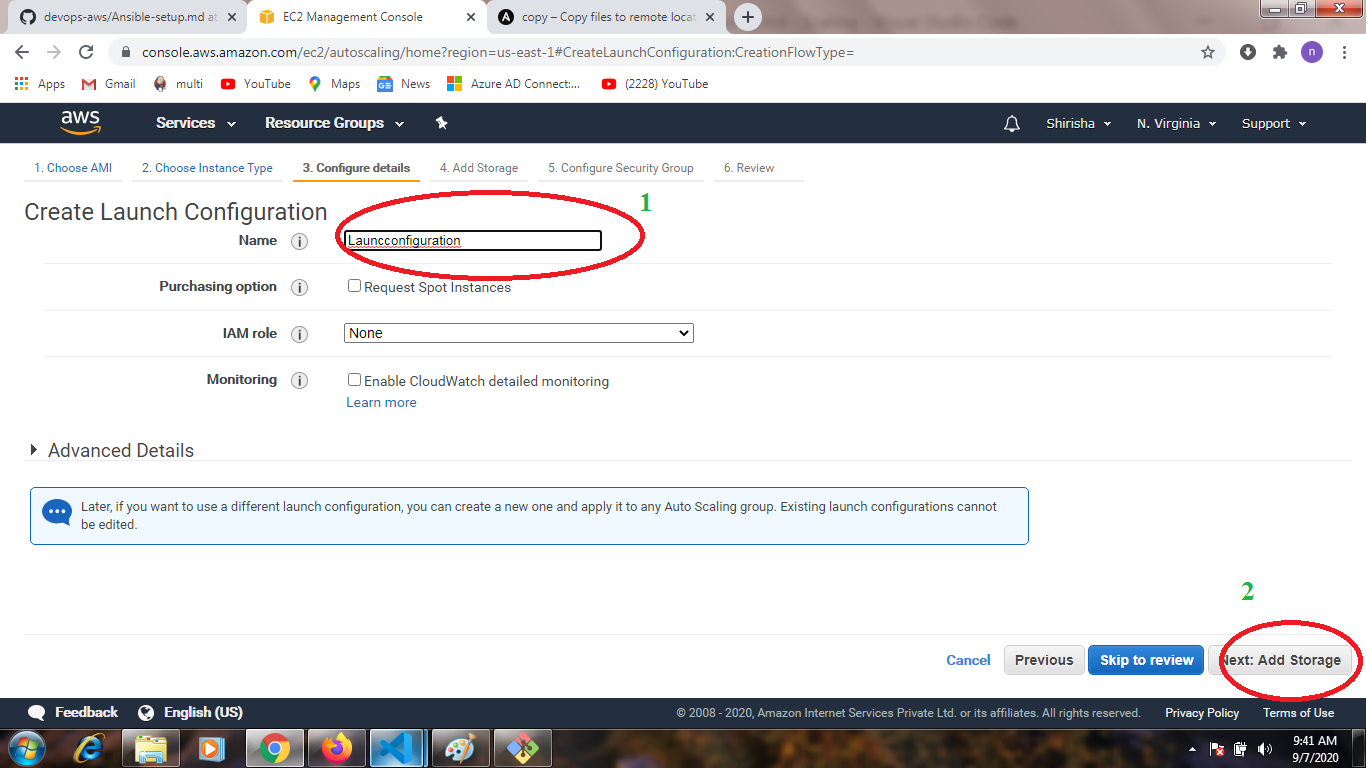 devops-aws/Ansible-setup.md at
EC2 Management Console
copy – Copy files to remote locat
console.aws.amazon.com/ec2/autoscaling/home?region=us-east-1#CreateLaunchConfiguration:CreationFlowType=
n
Apps
Gmail
multi
YouTube
Maps
News
Azure AD Connect:...
(2228) YouTube
aws
Services
Resource Groups
Shirisha
N. Virginia
Support
1. Choose AMI
2. Choose Instance Type
3. Configure details
4. Add Storage
5. Configure Security Group
6. Review
1
Create Launch Configuration
Name
i
Launcconfiguration
Purchasing option
i
Request Spot Instances
IAM role
i
None
Monitoring
i
Enable CloudWatch detailed monitoring
Learn more
Advanced Details
Later, if you want to use a different launch configuration, you can create a new one and apply it to any Auto Scaling group. Existing launch configurations cannot
be edited.
2
Cancel
Previous
Skip to review
Next: Add Storage
Feedback
English (US)
© 2008 - 2020, Amazon Internet Services Private Ltd. or its affiliates. All rights reserved.
Privacy Policy
Terms of Use
9:41 AM
9/7/2020